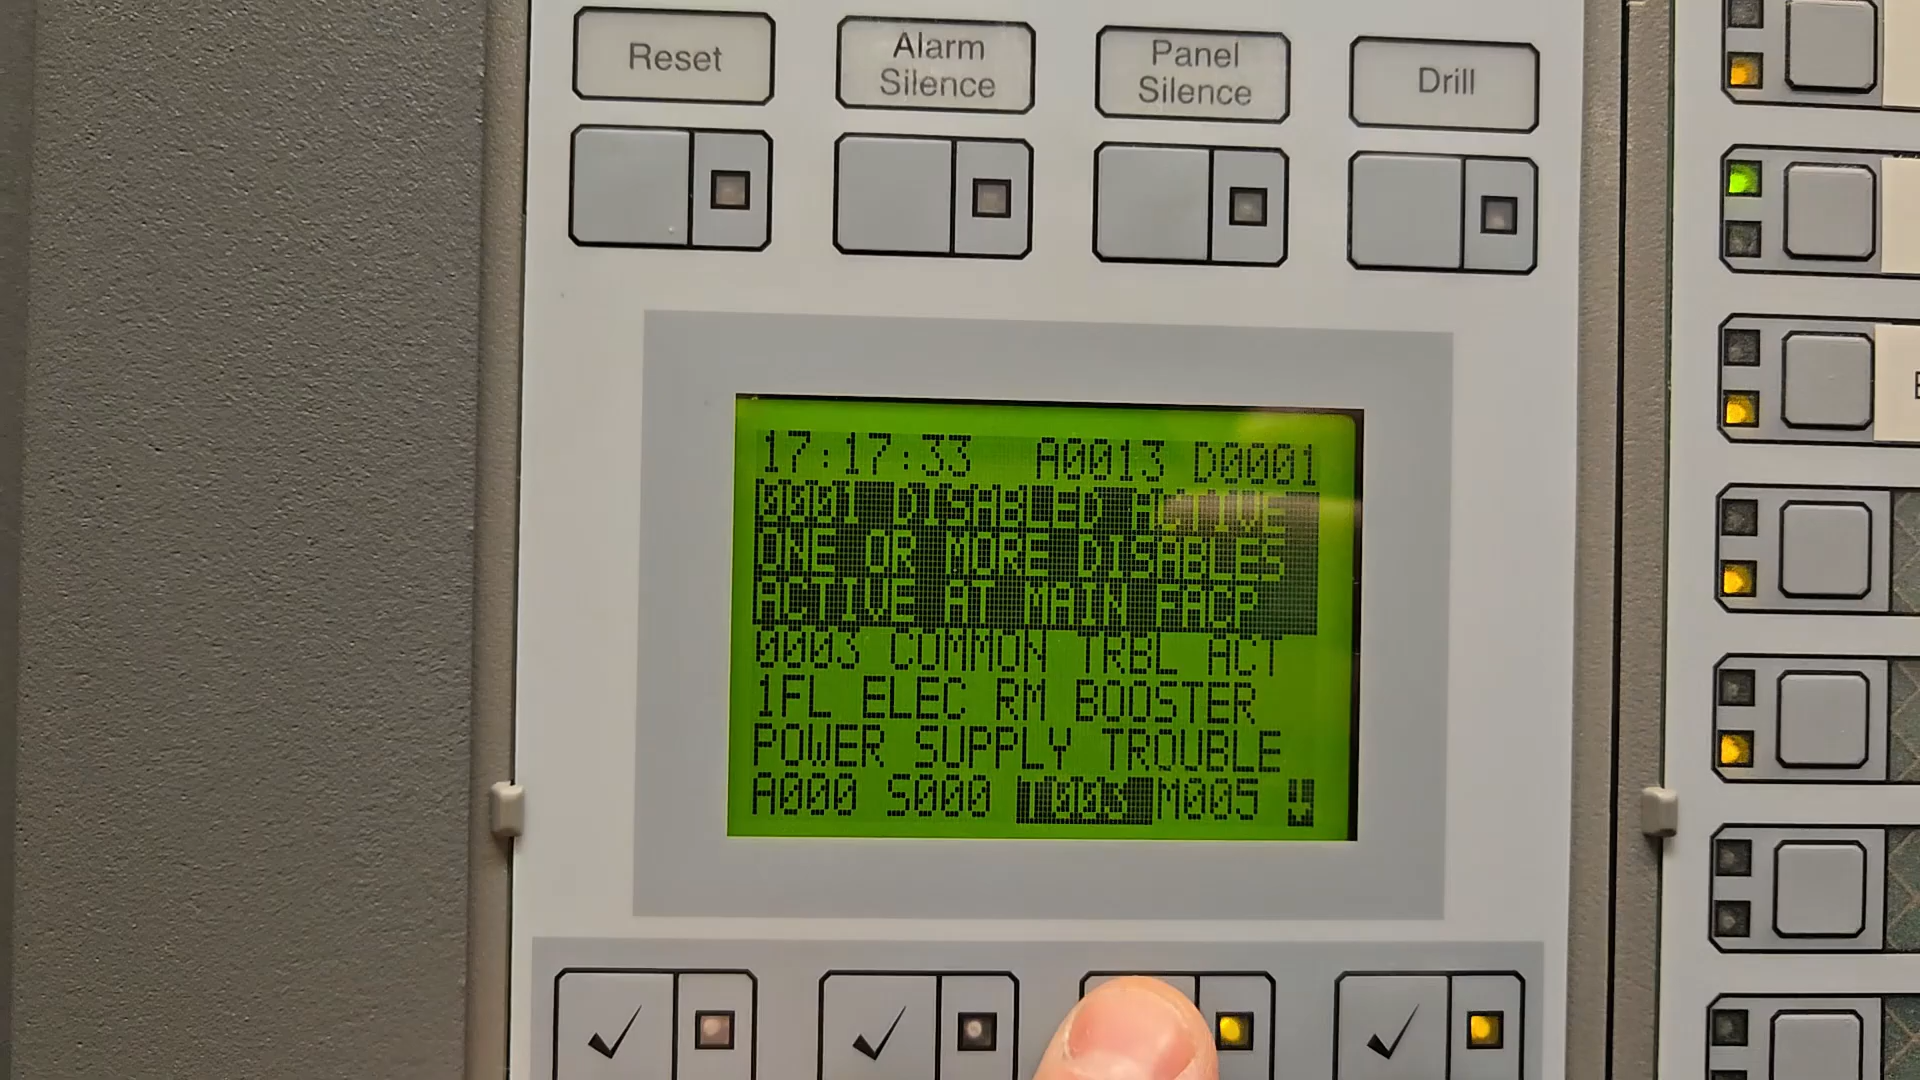 Reset
Alarm
Silence
Panel
Silence
Drill
17:17:33 A0013 D0001
0001 DISABLED ACTIVE
ONE OR MORE DISABLES
ACTIVE AT MAIN FACP
0003 COMMON TRBL ACT
1FL ELEC RM BOOSTER
POWER SUPPLY TROUBLE
A000 S000 T008 M005